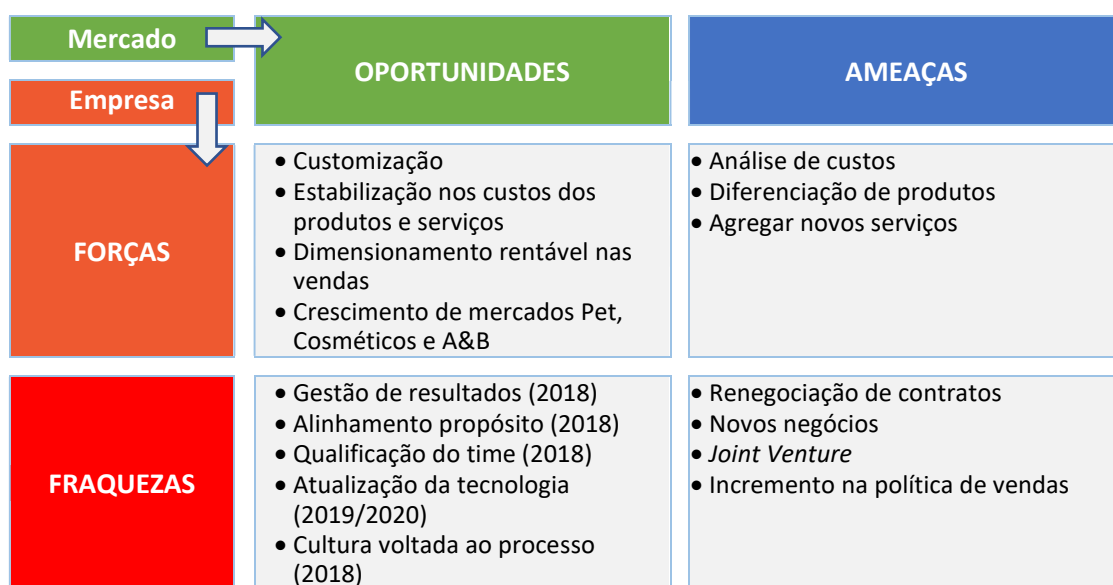 Mercado
Empresa
OPORTUNIDADES
AMEAÇAS
FORÇAS
• Customização
• Estabilização nos custos dos
produtos e serviços
• Dimensionamento rentável nas
vendas
• Crescimento de mercados Pet,
Cosméticos e A&B
• Análise de custos
• Diferenciação de produtos
• Agregar novos serviços
FRAQUEZAS
• Gestão de resultados (2018)
• Alinhamento propósito (2018)
• Qualificação do time (2018)
• Atualização da tecnologia
(2019/2020)
• Cultura voltada ao processo
(2018)
• Renegociação de contratos
• Novos negócios
• Joint Venture
• Incremento na política de vendas